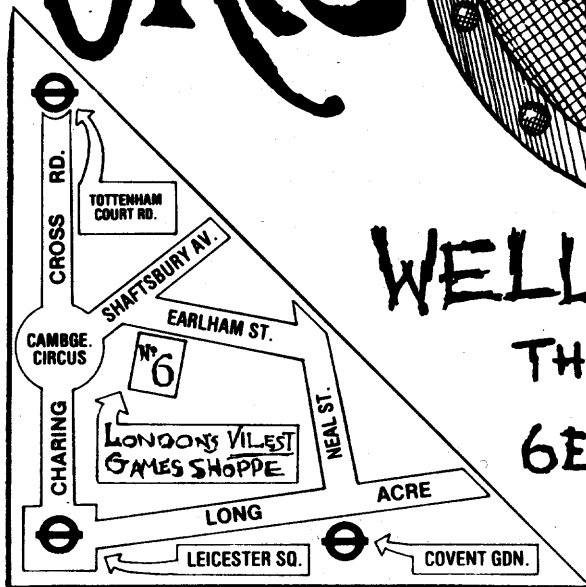 TOTTENHAM
COURT RD.
CHARING CROSS RD.
SHAFTSBURY AV.
CAMBGE.
CIRCUS
EARLHAM ST.
Nº 6
LONDON'S VILEST
GAMES SHOPPE
NEAL ST.
LONG ACRE
LEICESTER SQ.
COVENT GDN.
WELL
TH
6E